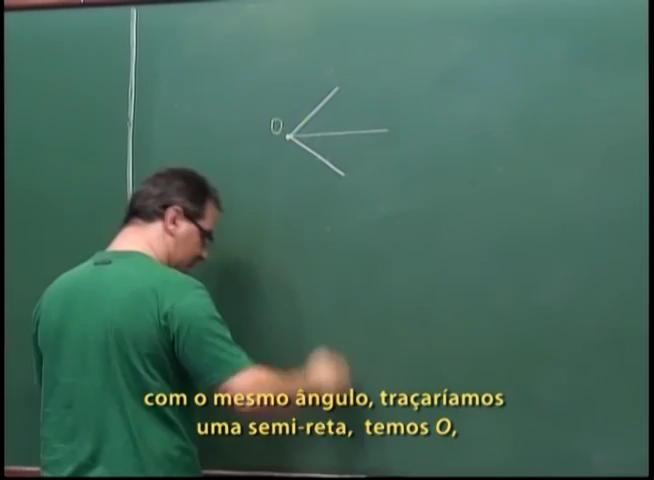 O
com o mesmo ângulo, traçaríamos
uma semi-reta, temos O,